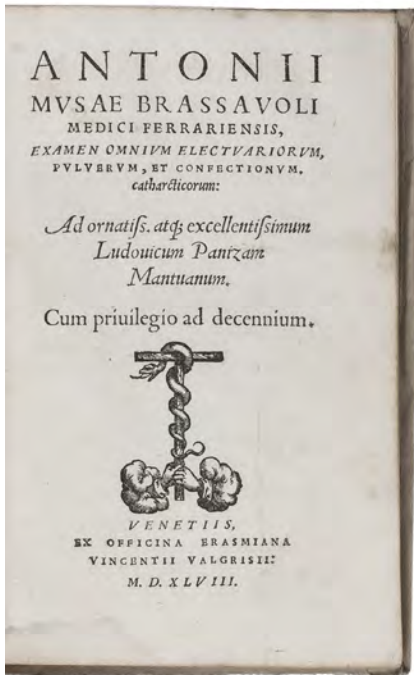 ANTONII
MVSAE BRASSAVOLI
MEDICI FERRARIENSIS,
EXAMEN OMNIVM ELECTVARIORVM,
PVLVERVM, ET CONFECTIONVM.
catharcticorum:
Ad ornatiſs. atq; excellentiſsimum
Ludouicum Panizam
Mantuanum.
Cum priuilegio ad decennium.
VENETIIS,
EX OFFICINA ERASMIANA
VINCENTII VALGRISII:
M. D. XLVIII.